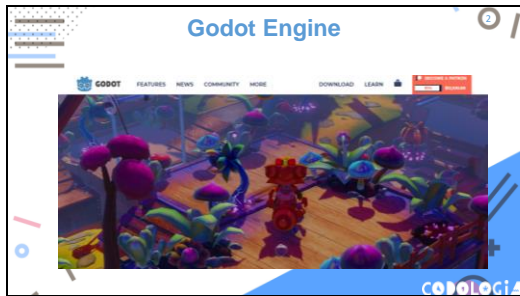 Godot Engine
2
GODOT FEATURES NEWS COMMUNITY MORE DOWNLOAD LEARN BECOME A PATRON
CODOLOGIA